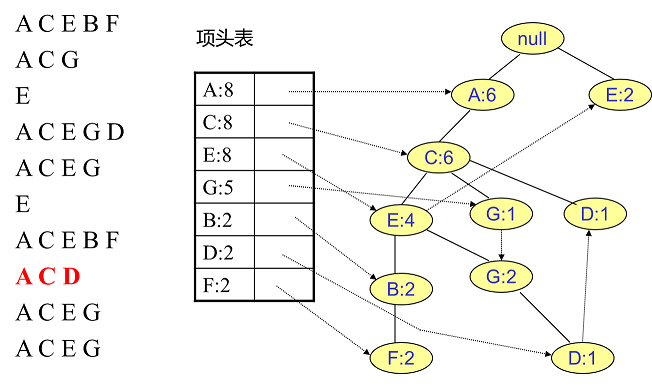 A C E B F
A C G
E
A C E G D
A C E G
E
A C E B F
A C D
A C E G
A C E G
项头表
A:8
C:8
E:8
G:5
B:2
D:2
F:2
null
A:6
E:2
C:6
E:4
G:1
D:1
B:2
G:2
F:2
D:1